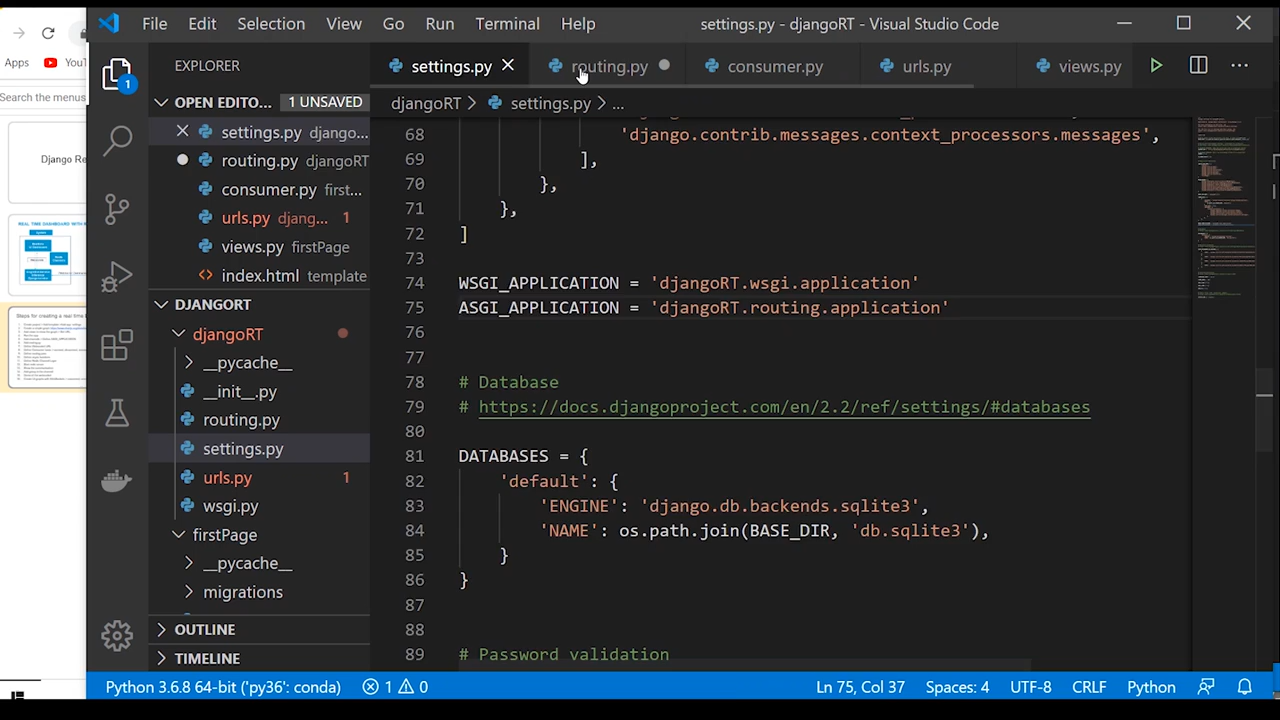 File Edit Selection View Go Run Terminal Help
settings.py - djangoRT - Visual Studio Code
Apps
YouT
Search the menus
Django Re
EXPLORER
OPEN EDITO... 1 UNSAVED
settings.py django...
routing.py djangoRT
consumer.py first...
urls.py djang... 1
views.py firstPage
index.html template
DJANGORT
djangoRT
__pycache__
__init__.py
routing.py
settings.py
urls.py 1
wsgi.py
firstPage
__pycache__
migrations
OUTLINE
TIMELINE
1
settings.py
routing.py
consumer.py
urls.py
views.py
djangoRT > settings.py > ...
68 'django.contrib.messages.context_processors.messages',
69 ],
70 },
71 },
72 ]
73
74 WSGI_APPLICATION = 'djangoRT.wsgi.application'
75 ASGI_APPLICATION = 'djangoRT.routing.application'
76
77
78 # Database
79 # https://docs.djangoproject.com/en/2.2/ref/settings/#databases
80
81 DATABASES = {
82 'default': {
83 'ENGINE': 'django.db.backends.sqlite3',
84 'NAME': os.path.join(BASE_DIR, 'db.sqlite3'),
85 }
86 }
87
88
89 # Password validation
Python 3.6.8 64-bit ('py36': conda) 1 0
Ln 75, Col 37 Spaces: 4 UTF-8 CRLF Python